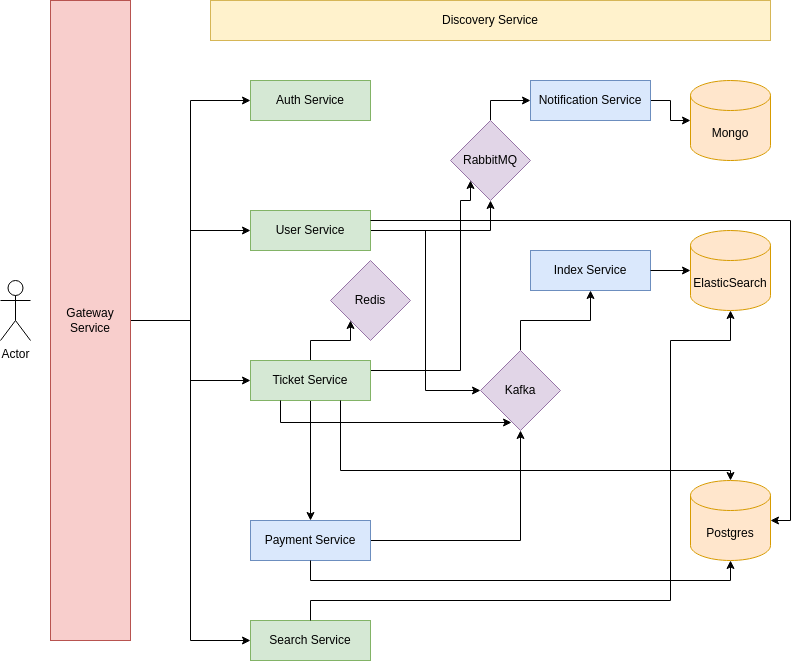 Discovery Service
Auth Service
Notification Service
Mongo
RabbitMQ
User Service
Index Service
ElasticSearch
Redis
Gateway
Service
Actor
Ticket Service
Kafka
Payment Service
Postgres
Search Service